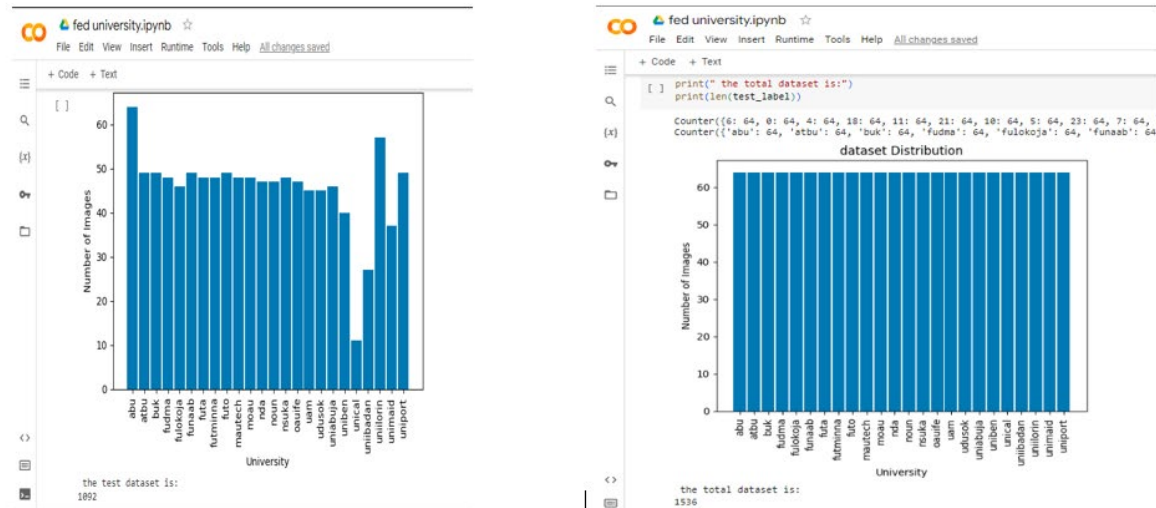 fed university.ipynb
File Edit View Insert Runtime Tools Help All changes saved
+ Code + Text
[ ]
{x}
<>
Number of Images
60
50
40
30
20
10
0
abu
atbu
buk
fudma
fulokoja
funaab
futa
futminna
futo
mautech
moau
nda
noun
nsuka
oauife
uam
udusok
uniabuja
uniben
unical
uniibadan
uniilorin
unimaid
uniport
University
the test dataset is:
1092
fed university.ipynb
File Edit View Insert Runtime Tools Help All changes saved
+ Code + Text
[ ]
print(" the total dataset is:")
print(len(test_label))
{x}
<>
Counter({6: 64, 0: 64, 4: 64, 18: 64, 11: 64, 21: 64, 10: 64, 5: 64, 23: 64, 7: 64,
Counter({'abu': 64, 'atbu': 64, 'buk': 64, 'fudma': 64, 'fulokoja': 64, 'funaab': 64
dataset Distribution
Number of Images
60
50
40
30
20
10
0
abu
atbu
buk
fudma
fulokoja
funaab
futa
futminna
futo
mautech
moau
nda
noun
nsuka
oauife
uam
udusok
uniabuja
uniben
unical
uniibadan
uniilorin
unimaid
uniport
University
the total dataset is:
1536